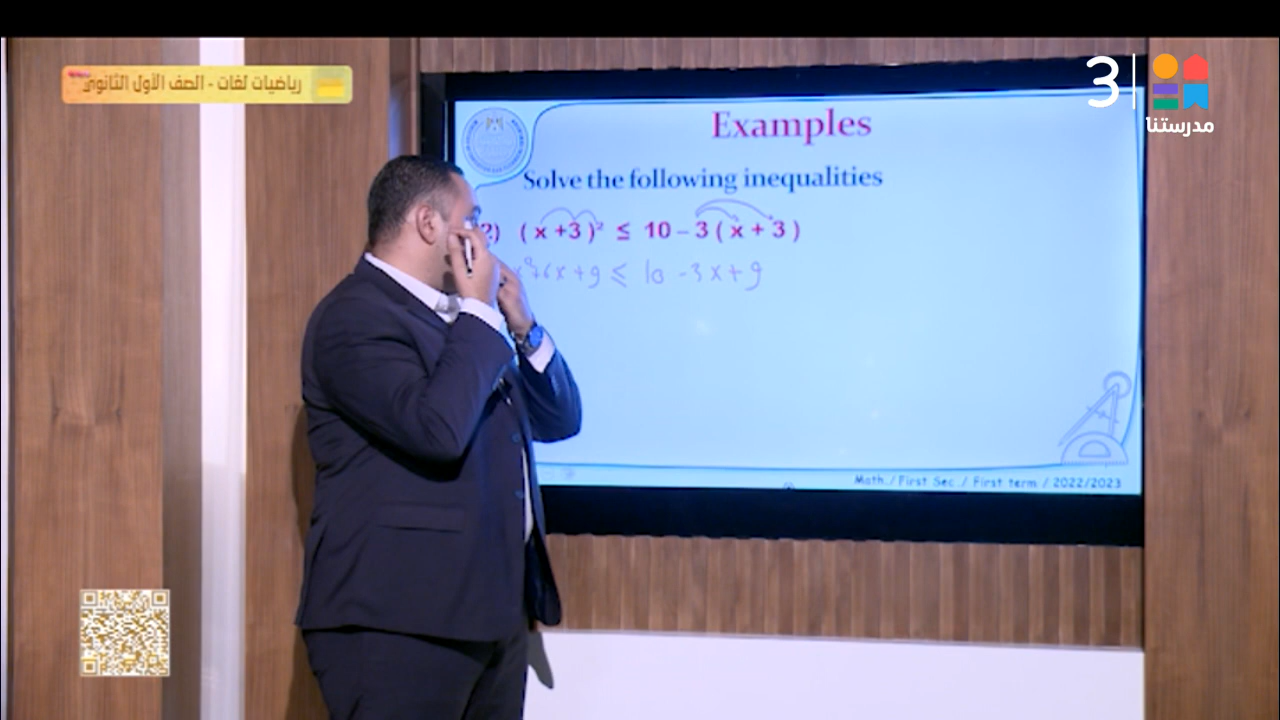 رياضيات لغات - الصف الأول الثانوي
3
مدرستنا
Examples
Solve the following inequalities
2) ( x +3 )² ≤ 10 – 3 ( x + 3 )
x²+6x+9 ≤ 10 -3x+9
Math./First Sec./ First term / 2022/2023